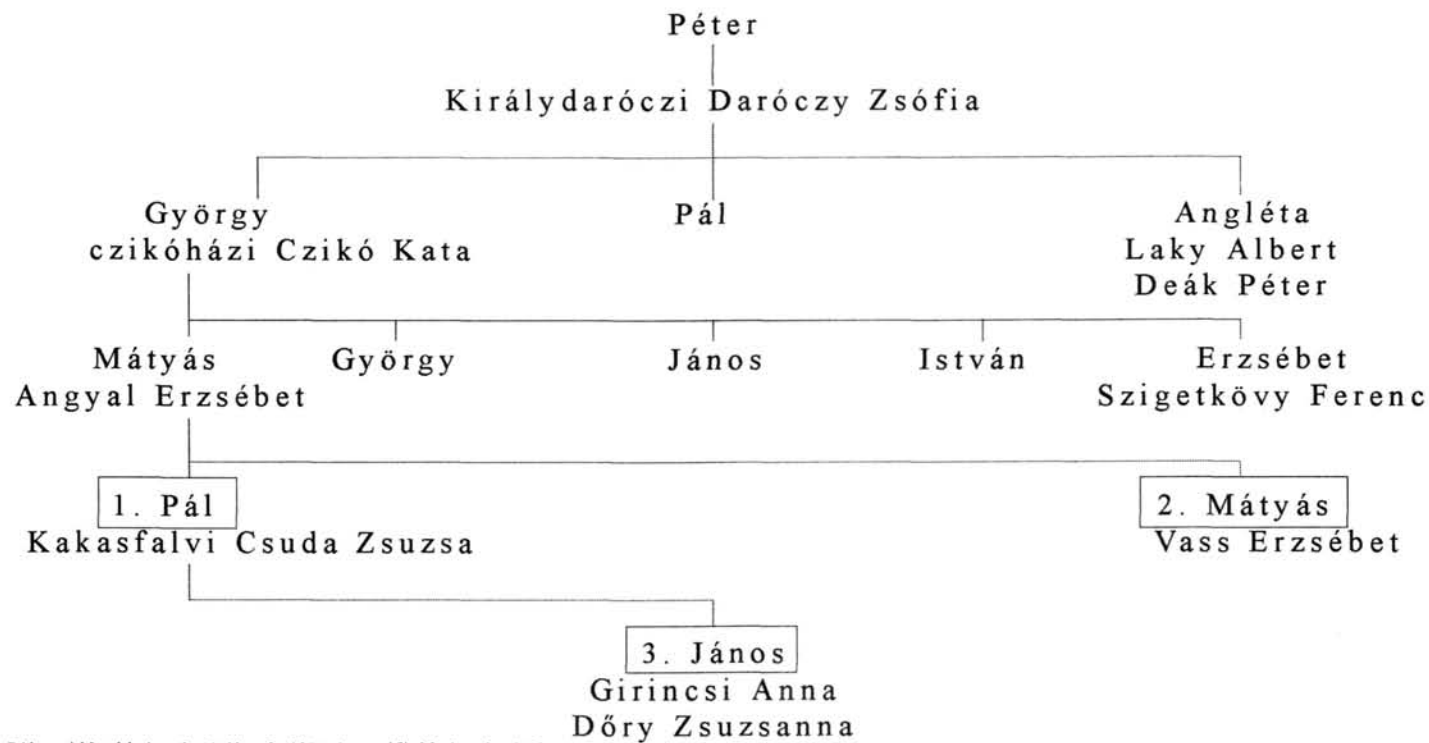 Péter
Királydaróczi Daróczy Zsófia
György Pál Angléta
czikóházi Czikó Kata Laky Albert
Deák Péter
Mátyás György János István Erzsébet
Angyal Erzsébet Szigetkövy Ferenc
1. Pál 2. Mátyás
Kakasfalvi Csuda Zsuzsa Vass Erzsébet
3. János
Girincsi Anna
Dőry Zsuzsanna